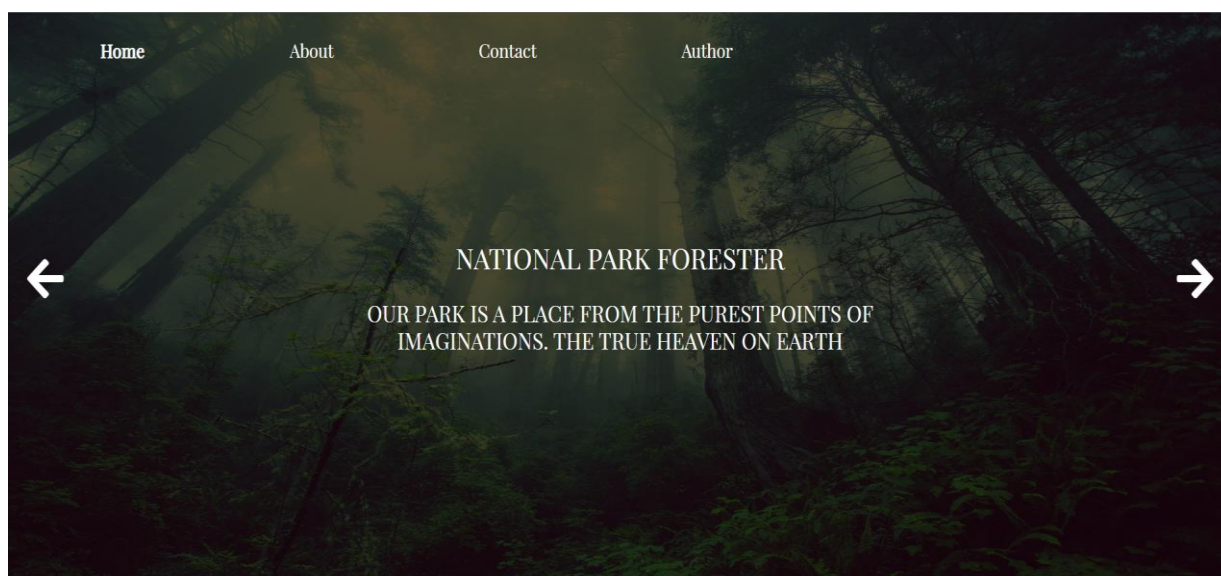 Home About Contact Author
NATIONAL PARK FORESTER
OUR PARK IS A PLACE FROM THE PUREST POINTS OF
IMAGINATIONS. THE TRUE HEAVEN ON EARTH